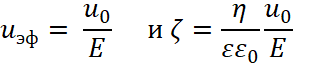 u_эф = u_0/E и ζ = η/εε_0 u_0/E